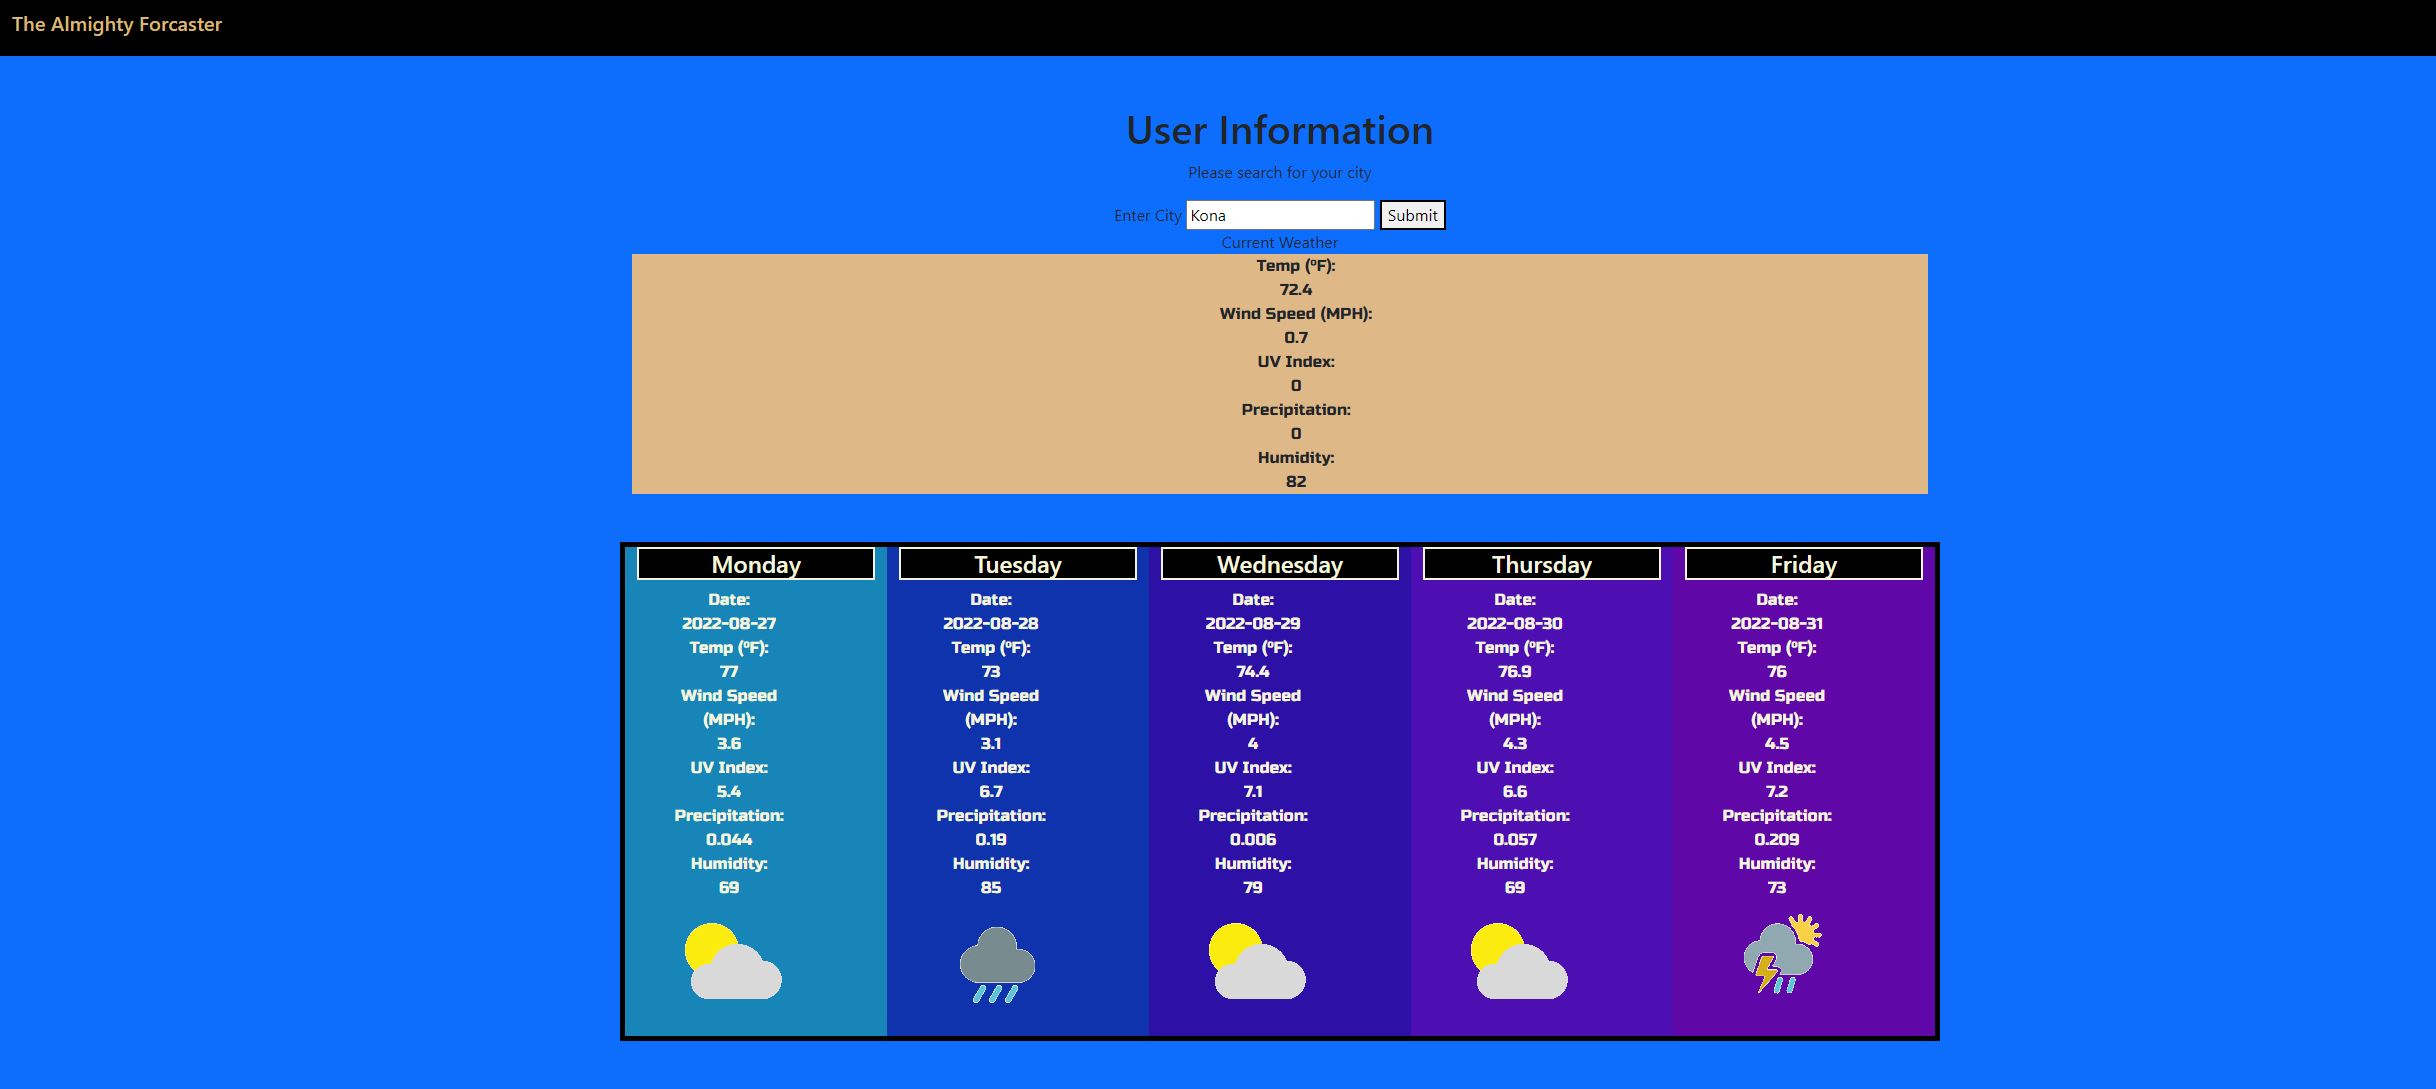 The Almighty Forcaster
User Information
Please search for your city
Enter City Kona Submit
Current Weather
Temp (ºF):
72.4
Wind Speed (MPH):
0.7
UV Index:
0
Precipitation:
0
Humidity:
82
Monday
Date:
2022-08-27
Temp (ºF):
77
Wind Speed
(MPH):
3.6
UV Index:
5.4
Precipitation:
0.044
Humidity:
69
Tuesday
Date:
2022-08-28
Temp (ºF):
73
Wind Speed
(MPH):
3.1
UV Index:
6.7
Precipitation:
0.19
Humidity:
85
Wednesday
Date:
2022-08-29
Temp (ºF):
74.4
Wind Speed
(MPH):
4
UV Index:
7.1
Precipitation:
0.006
Humidity:
79
Thursday
Date:
2022-08-30
Temp (ºF):
76.9
Wind Speed
(MPH):
4.3
UV Index:
6.6
Precipitation:
0.057
Humidity:
69
Friday
Date:
2022-08-31
Temp (ºF):
76
Wind Speed
(MPH):
4.5
UV Index:
7.2
Precipitation:
0.209
Humidity:
73